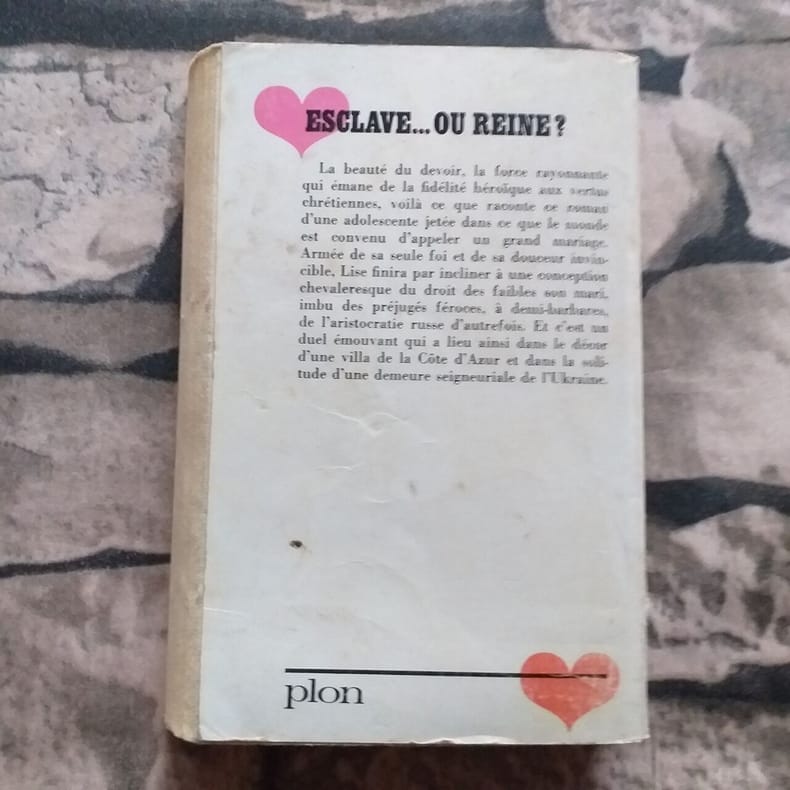 ESCLAVE... OU REINE?
La beauté du devoir, la force rayonnante
qui émane de la fidélité héroïque aux vertus
chrétiennes, voilà ce que raconte ce roman
d'une adolescente jetée dans ce que le monde
est convenu d'appeler un grand mariage.
Armée de sa seule foi et de sa douceur invin-
cible, Lise finira par incliner à une conception
chevaleresque du droit des faibles son mari,
imbu des préjugés féroces, à demi-barbares,
de l'aristocratie russe d'autrefois. Et c'est un
duel émouvant qui a lieu ainsi dans le décor
d'une villa de la Côte d'Azur et dans la soli-
tude d'une demeure seigneuriale de l'Ukraine.
plon